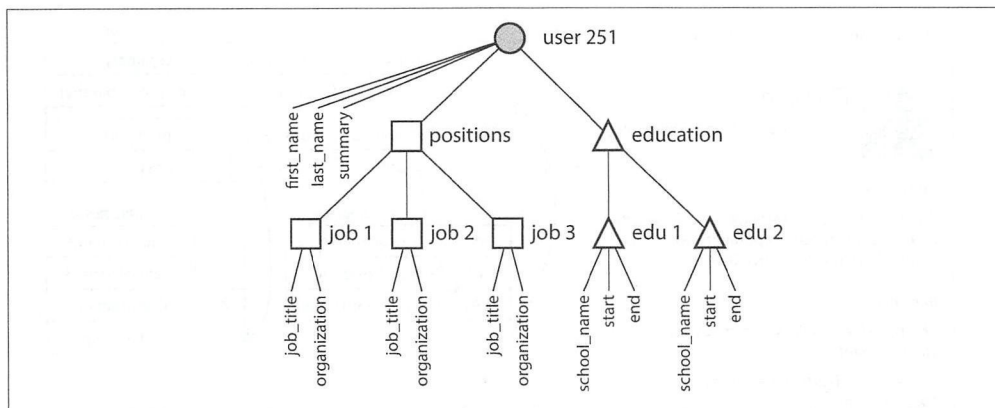 user 251
first_name
last_name
summary
positions
education
job 1
job 2
job 3
edu 1
edu 2
job_title
organization
job_title
organization
job_title
organization
school_name
start
end
school_name
start
end